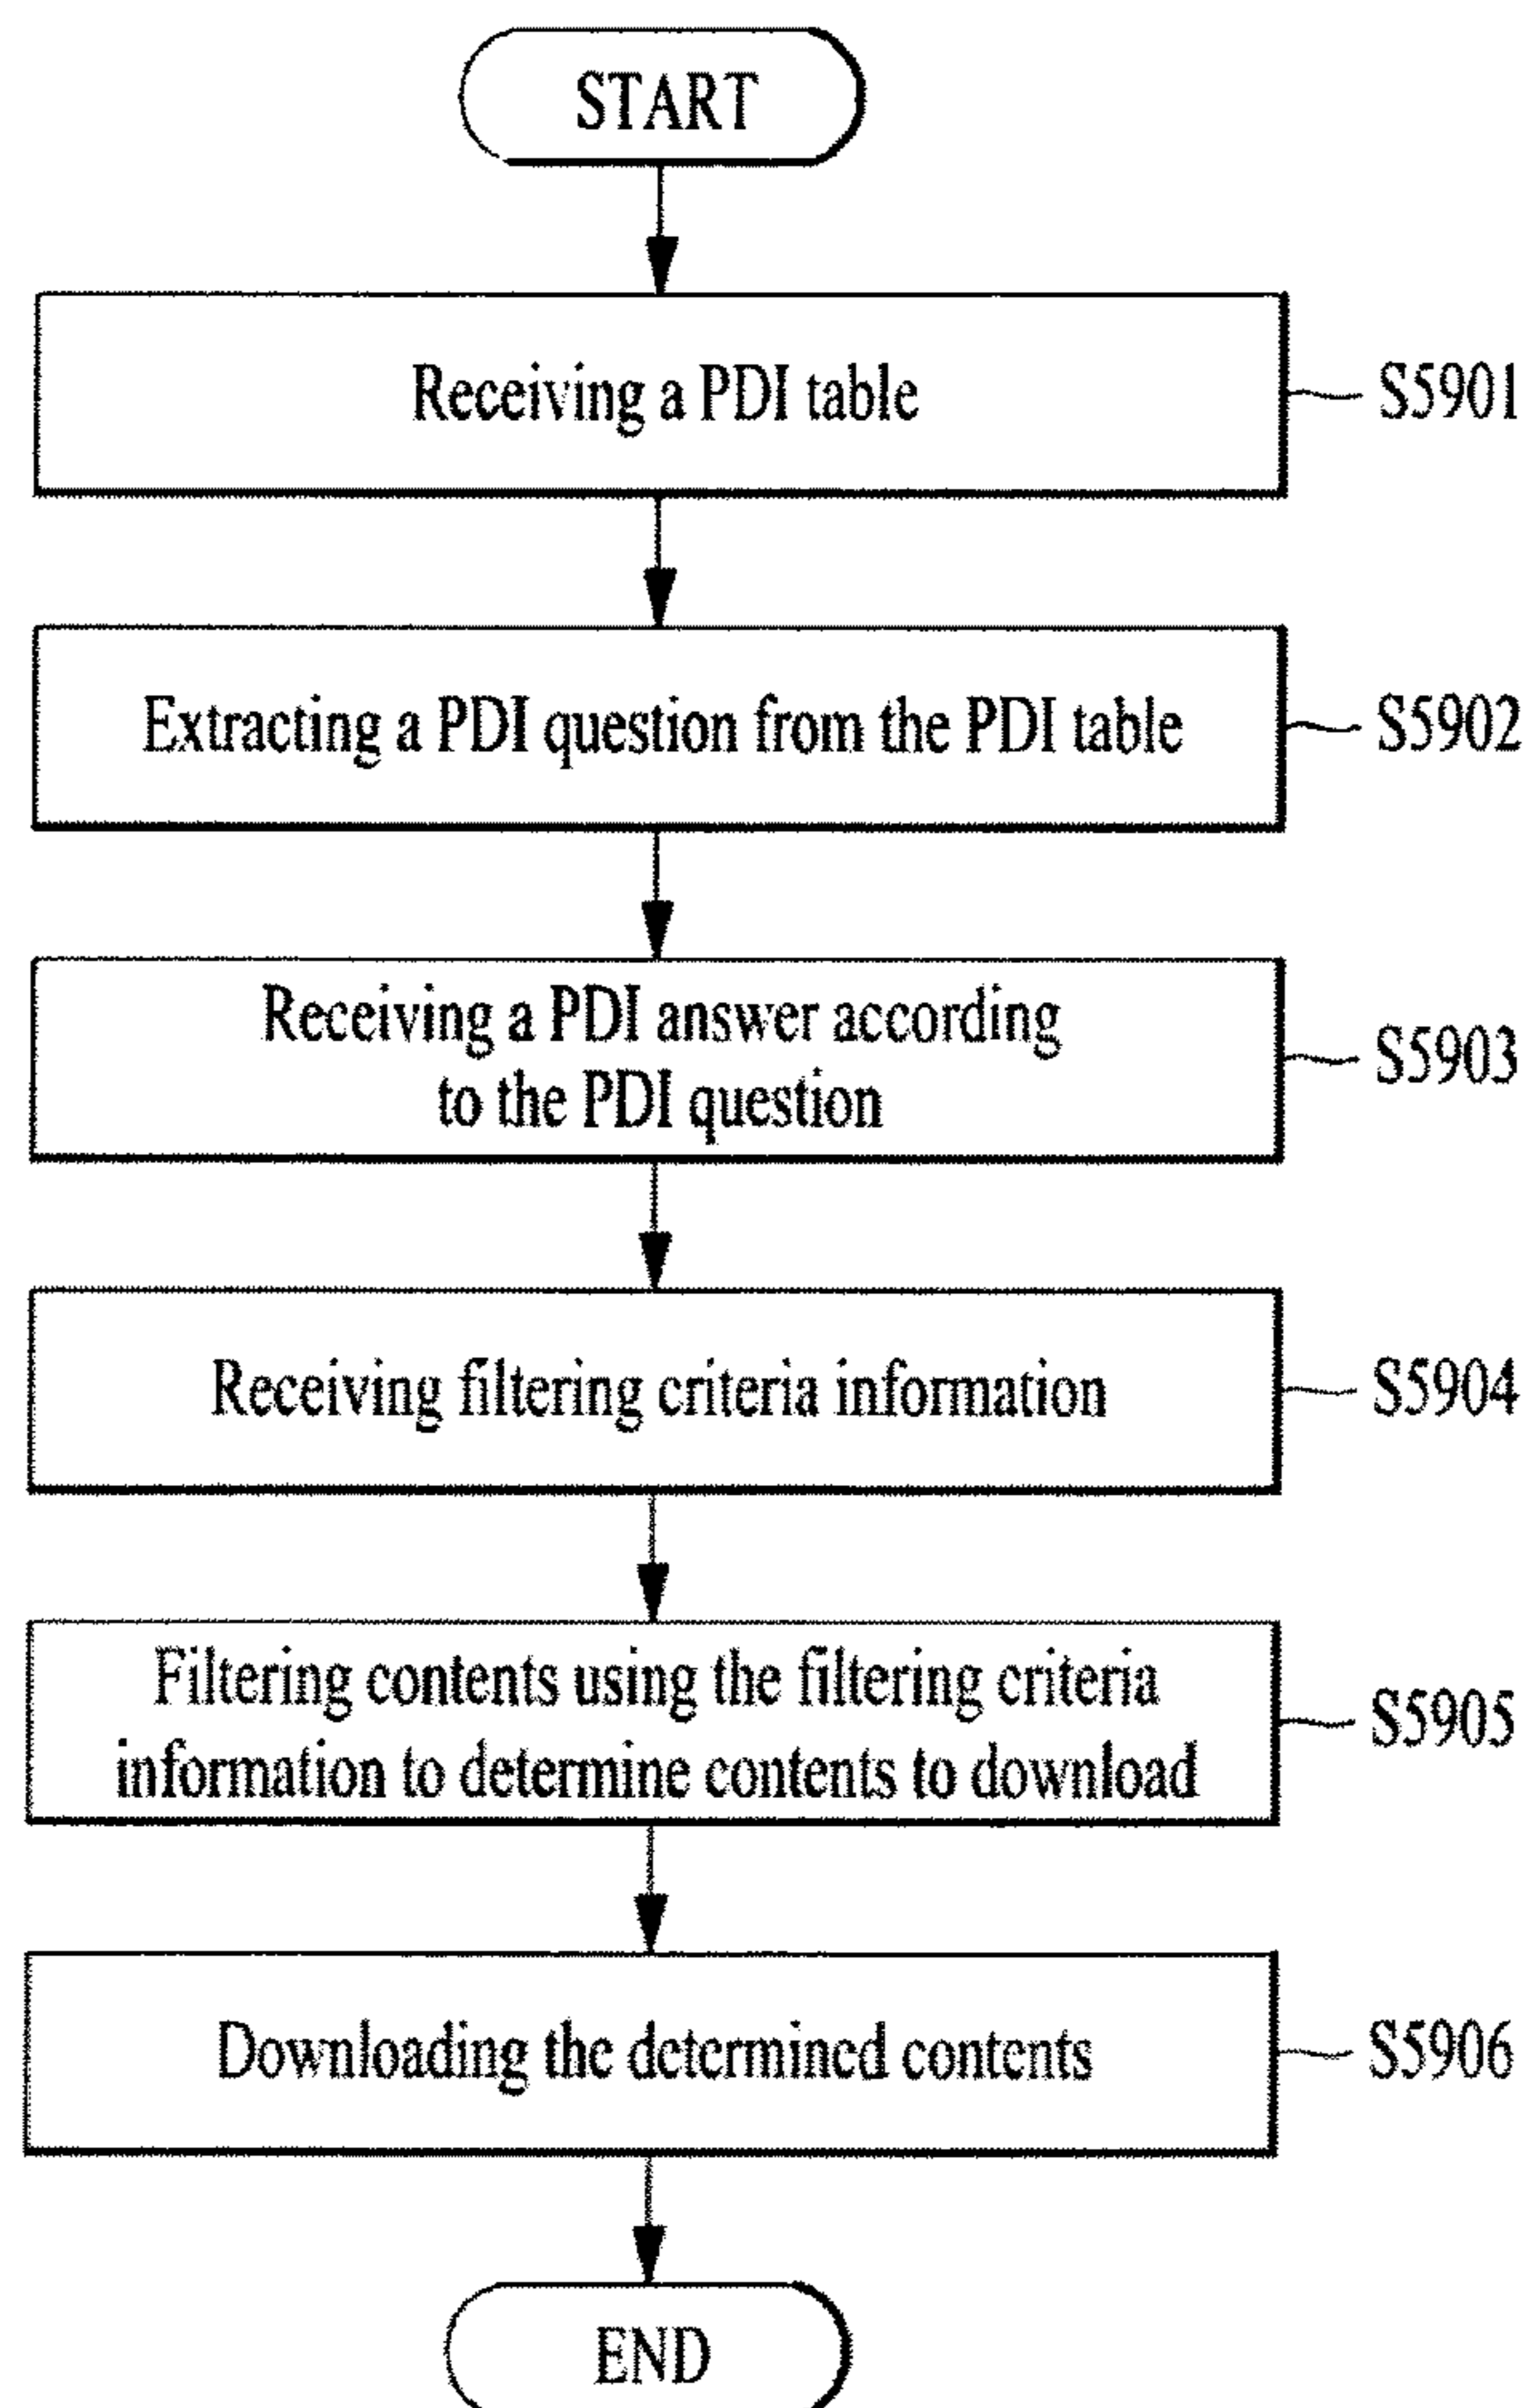 START
Receiving a PDI table
S5901
Extracting a PDI question from the PDI table
S5902
Receiving a PDI answer according
to the PDI question
S5903
Receiving filtering criteria information
S5904
Filtering contents using the filtering criteria
information to determine contents to download
S5905
Downloading the determined contents
S5906
END